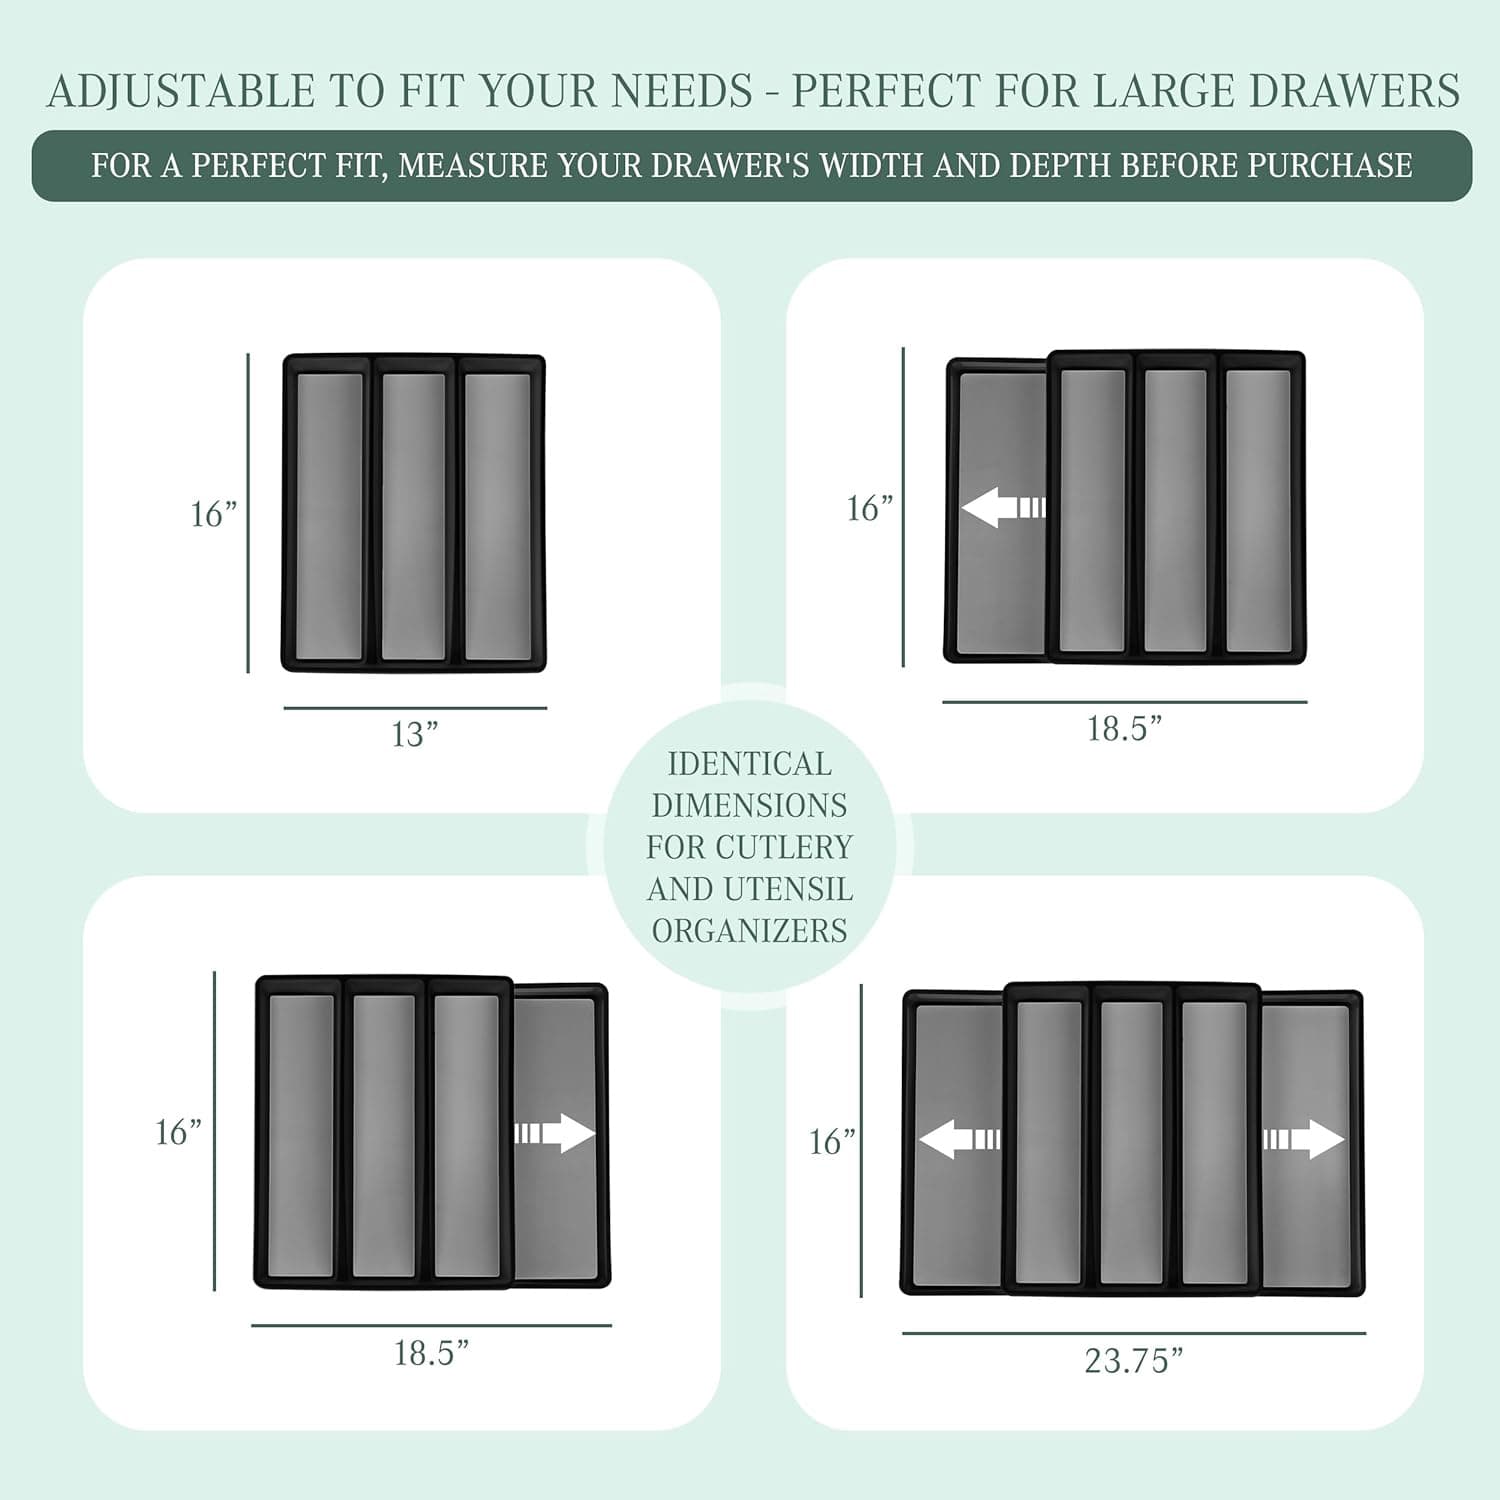 ADJUSTABLE TO FIT YOUR NEEDS - PERFECT FOR LARGE DRAWERS
FOR A PERFECT FIT, MEASURE YOUR DRAWER'S WIDTH AND DEPTH BEFORE PURCHASE
16”
13”
16”
18.5”
IDENTICAL
DIMENSIONS
FOR CUTLERY
AND UTENSIL
ORGANIZERS
16”
18.5”
16”
23.75”